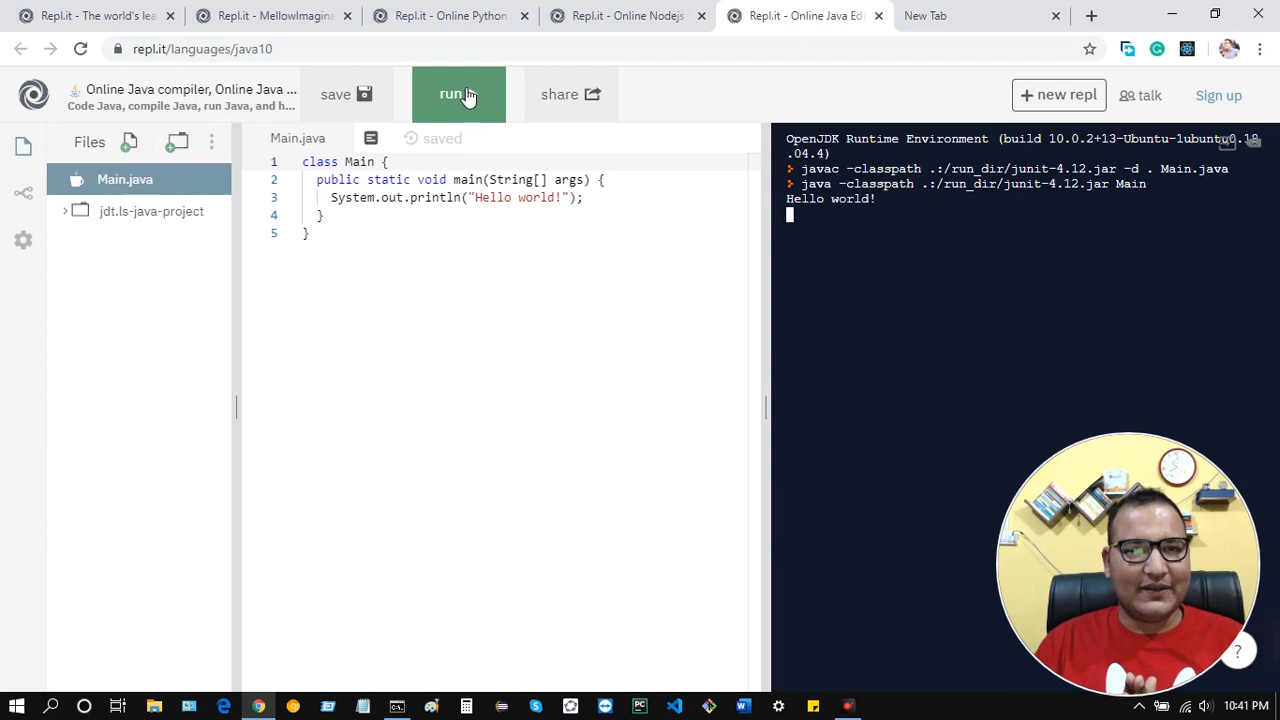 Repl.it - The world's lea
Repl.it - MellowImagina
Repl.it - Online Python
Repl.it - Online Nodejs
Repl.it - Online Java Edi
New Tab
repl.it/languages/java10
Online Java compiler, Online Java ...
Code Java, compile Java, run Java, and h...
save
run
share
+ new repl
talk
Sign up
Files
Main.java
saved
Main.java
jdt.ls-java-project
1 class Main {
2 public static void main(String[] args) {
3 System.out.println("Hello world!");
4 }
5 }
OpenJDK Runtime Environment (build 10.0.2+13-Ubuntu-1ubuntu0.18
.04.4)
javac -classpath .:/run_dir/junit-4.12.jar -d . Main.java
java -classpath .:/run_dir/junit-4.12.jar Main
Hello world!
?
10:41 PM